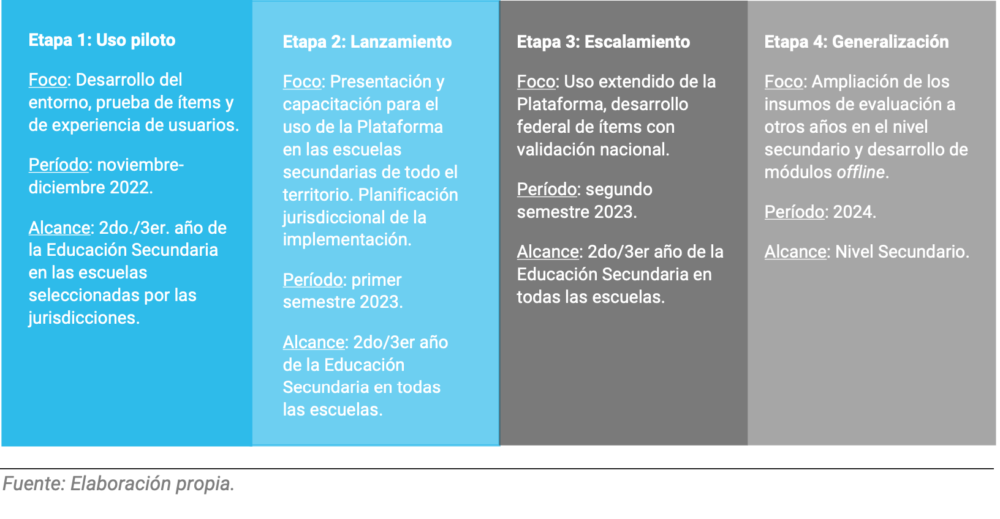 Etapa 1: Uso piloto
Foco: Desarrollo del
entorno, prueba de ítems y
de experiencia de usuarios.
Período: noviembre-
diciembre 2022.
Alcance: 2do./3er. año de
la Educación Secundaria
en las escuelas
seleccionadas por las
jurisdicciones.
Etapa 2: Lanzamiento
Foco: Presentación y
capacitación para el
uso de la Plataforma
en las escuelas
secundarias de todo el
territorio. Planificación
jurisdiccional de la
implementación.
Período: primer
semestre 2023.
Alcance: 2do/3er año
de la Educación
Secundaria en todas
las escuelas.
Etapa 3: Escalamiento
Foco: Uso extendido de la
Plataforma, desarrollo
federal de ítems con
validación nacional.
Período: segundo
semestre 2023.
Alcance: 2do/3er año de la
Educación Secundaria en
todas las escuelas.
Etapa 4: Generalización
Foco: Ampliación de los
insumos de evaluación a
otros años en el nivel
secundario y desarrollo de
módulos offline.
Período: 2024.
Alcance: Nivel Secundario.
Fuente: Elaboración propia.